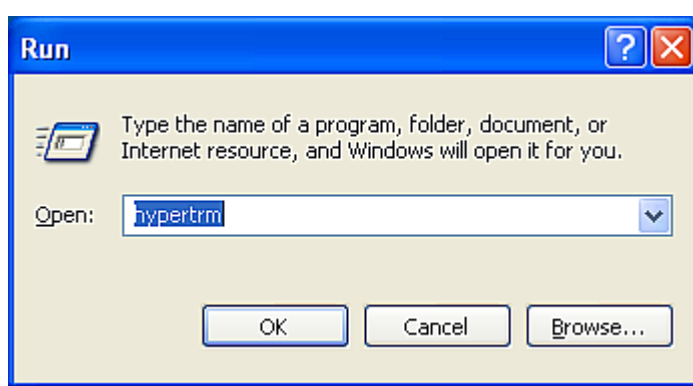 Run
Type the name of a program, folder, document, or
Internet resource, and Windows will open it for you.
Open: hypertrm
OK Cancel Browse...